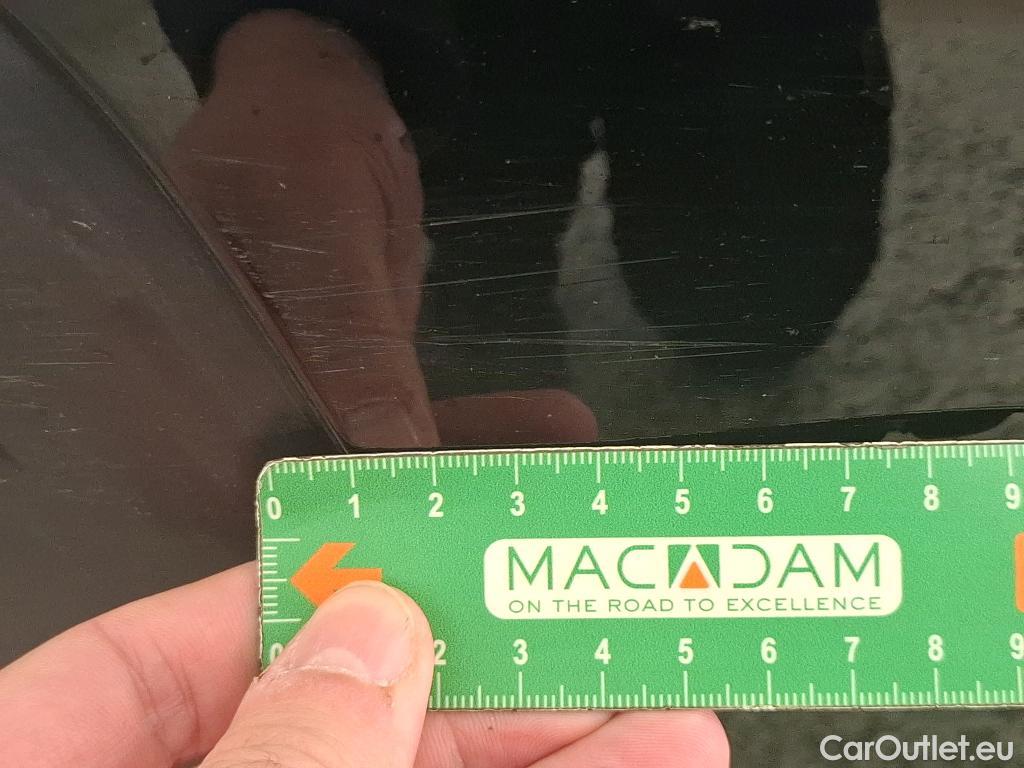 0 1 2 3 4 5 6 7 8 9
MACADAM
ON THE ROAD TO EXCELLENCE
0 2 3 4 5 6 7 8 9
CarOutlet.eu